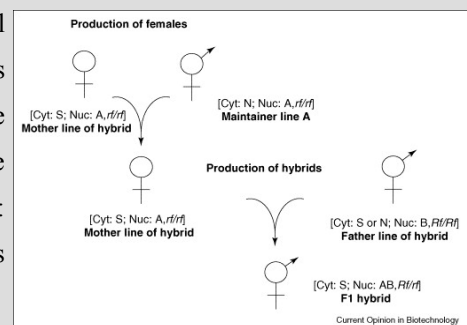 Production of females
[Cyt: S; Nuc: A,rf/rf]
Mother line of hybrid
[Cyt: N; Nuc: A,rf/rf]
Maintainer line A
Production of hybrids
[Cyt: S; Nuc: A,rf/rf]
Mother line of hybrid
[Cyt: S or N; Nuc: B,Rf/Rf]
Father line of hybrid
[Cyt: S; Nuc: AB,Rf/rf]
F1 hybrid
Current Opinion in Biotechnology